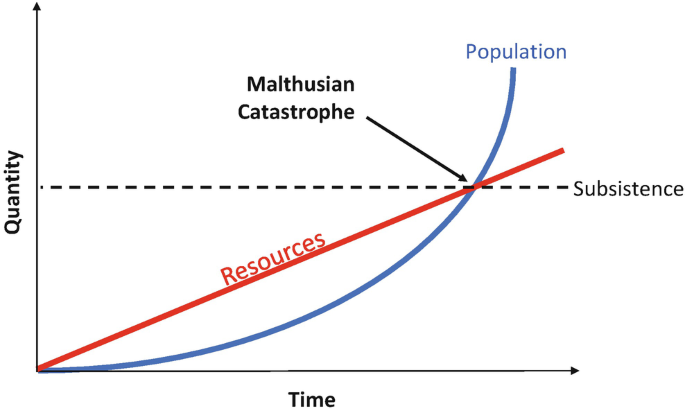 Population
Malthusian
Catastrophe
Quantity
Subsistence
Resources
Time